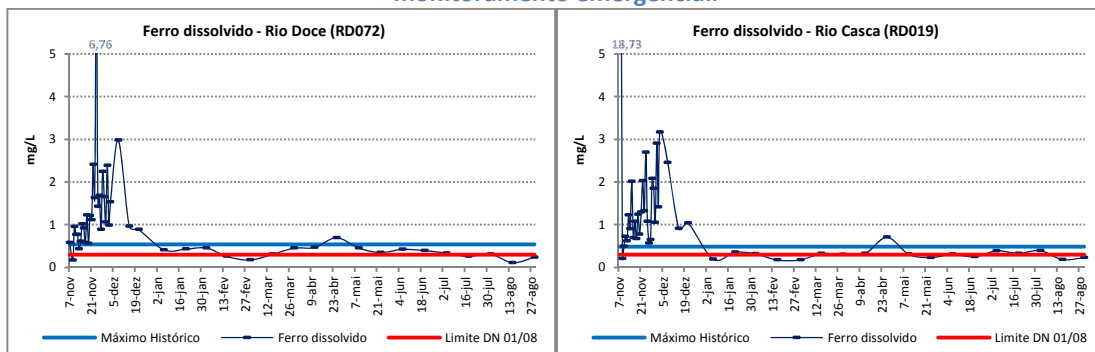 monitoramento emergencial.
Ferro dissolvido - Rio Doce (RD072)
6,76
5
4
3
2
1
0
mg/L
7-nov
21-nov
5-dez
19-dez
2-jan
16-jan
30-jan
13-fev
27-fev
12-mar
26-mar
9-abr
23-abr
7-mai
21-mai
4-jun
18-jun
2-jul
16-jul
30-jul
13-ago
27-ago
Máximo Histórico
Ferro dissolvido
Limite DN 01/08
Ferro dissolvido - Rio Casca (RD019)
18,73
5
4
3
2
1
0
mg/L
7-nov
21-nov
5-dez
19-dez
2-jan
16-jan
30-jan
13-fev
27-fev
12-mar
26-mar
9-abr
23-abr
7-mai
21-mai
4-jun
18-jun
2-jul
16-jul
30-jul
13-ago
27-ago
Máximo Histórico
Ferro dissolvido
Limite DN 01/08